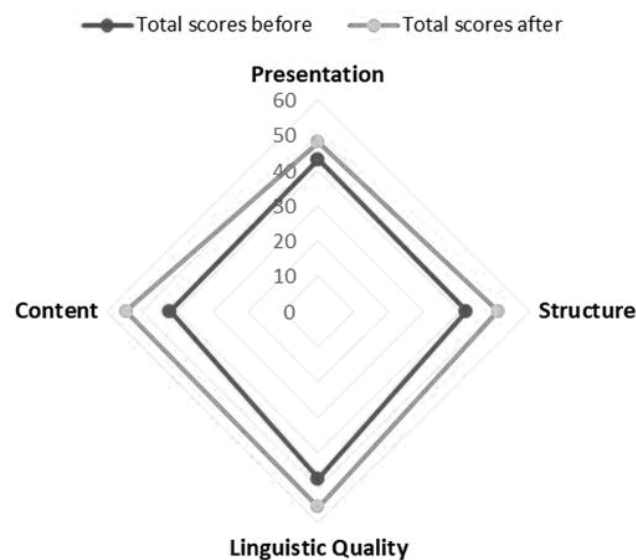 Total scores before
Total scores after
Presentation
60
50
40
30
20
10
0
Content
Structure
Linguistic Quality